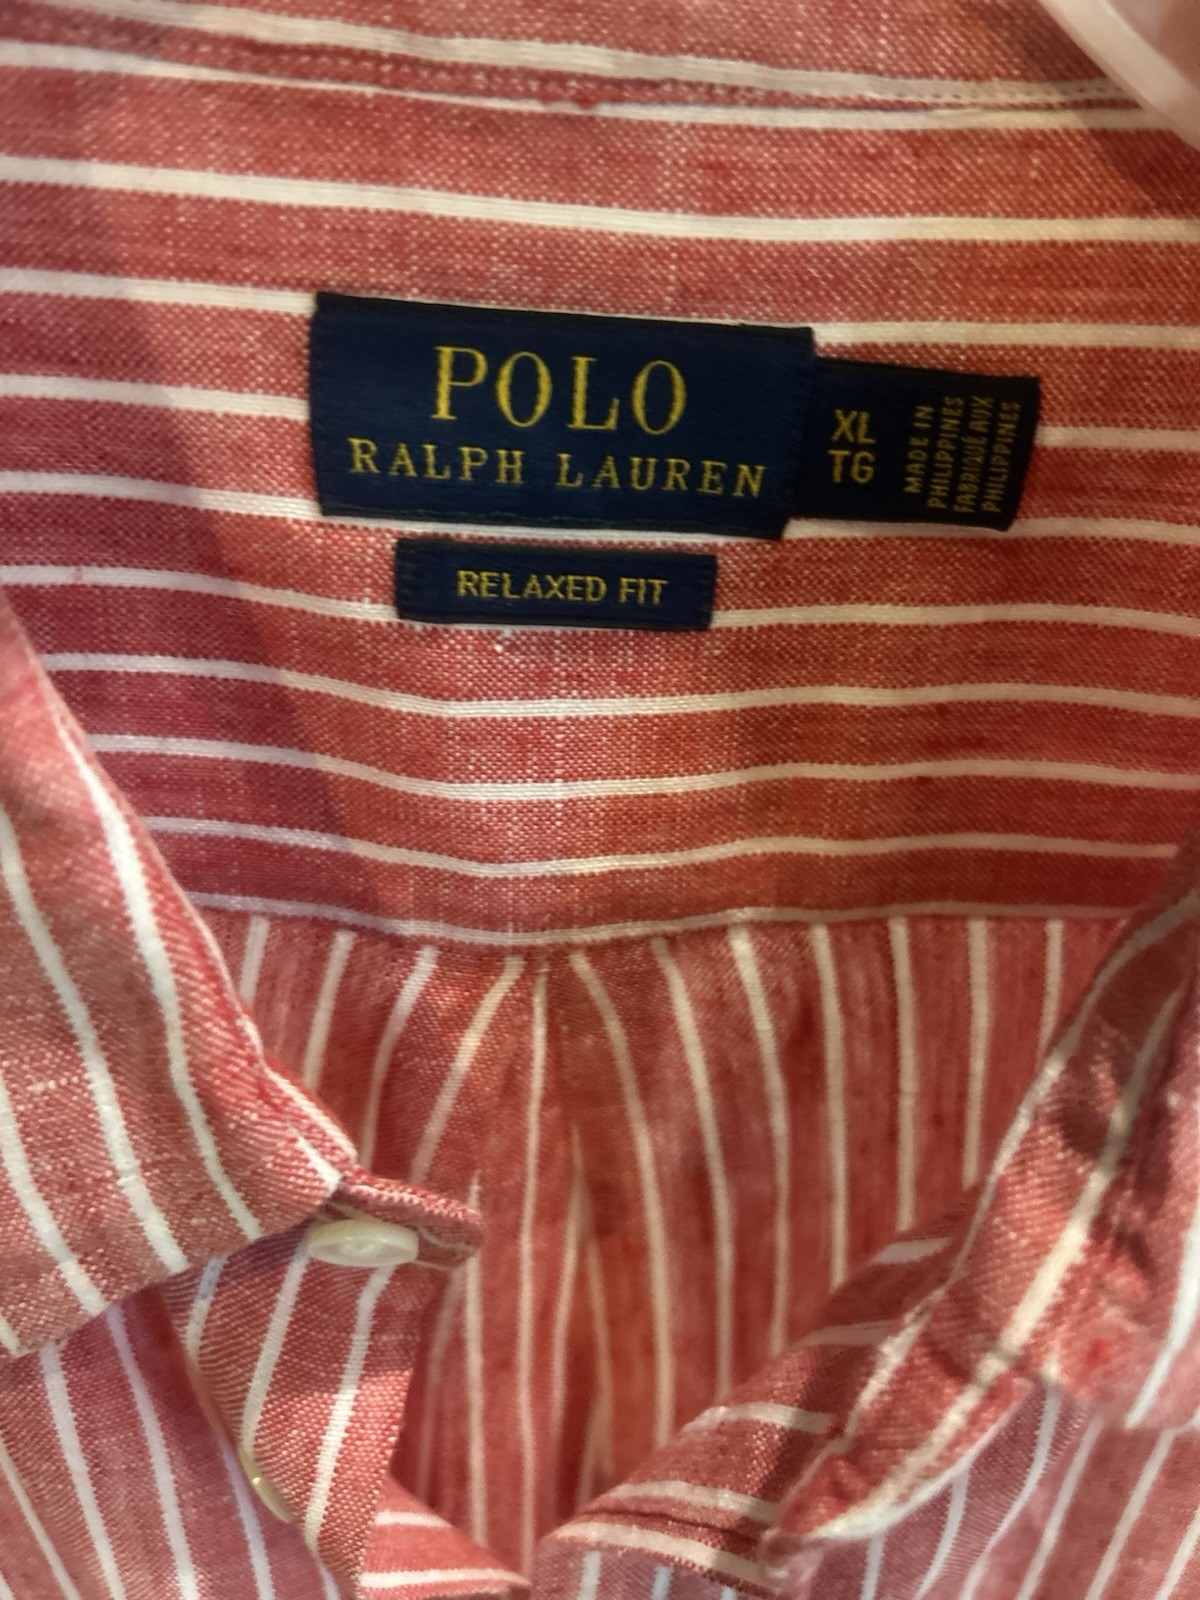 POLO
RALPH LAUREN
XL
TG
MADE IN
PHILIPPINES
FABRIQUÉ AUX
PHILIPPINES
RELAXED FIT